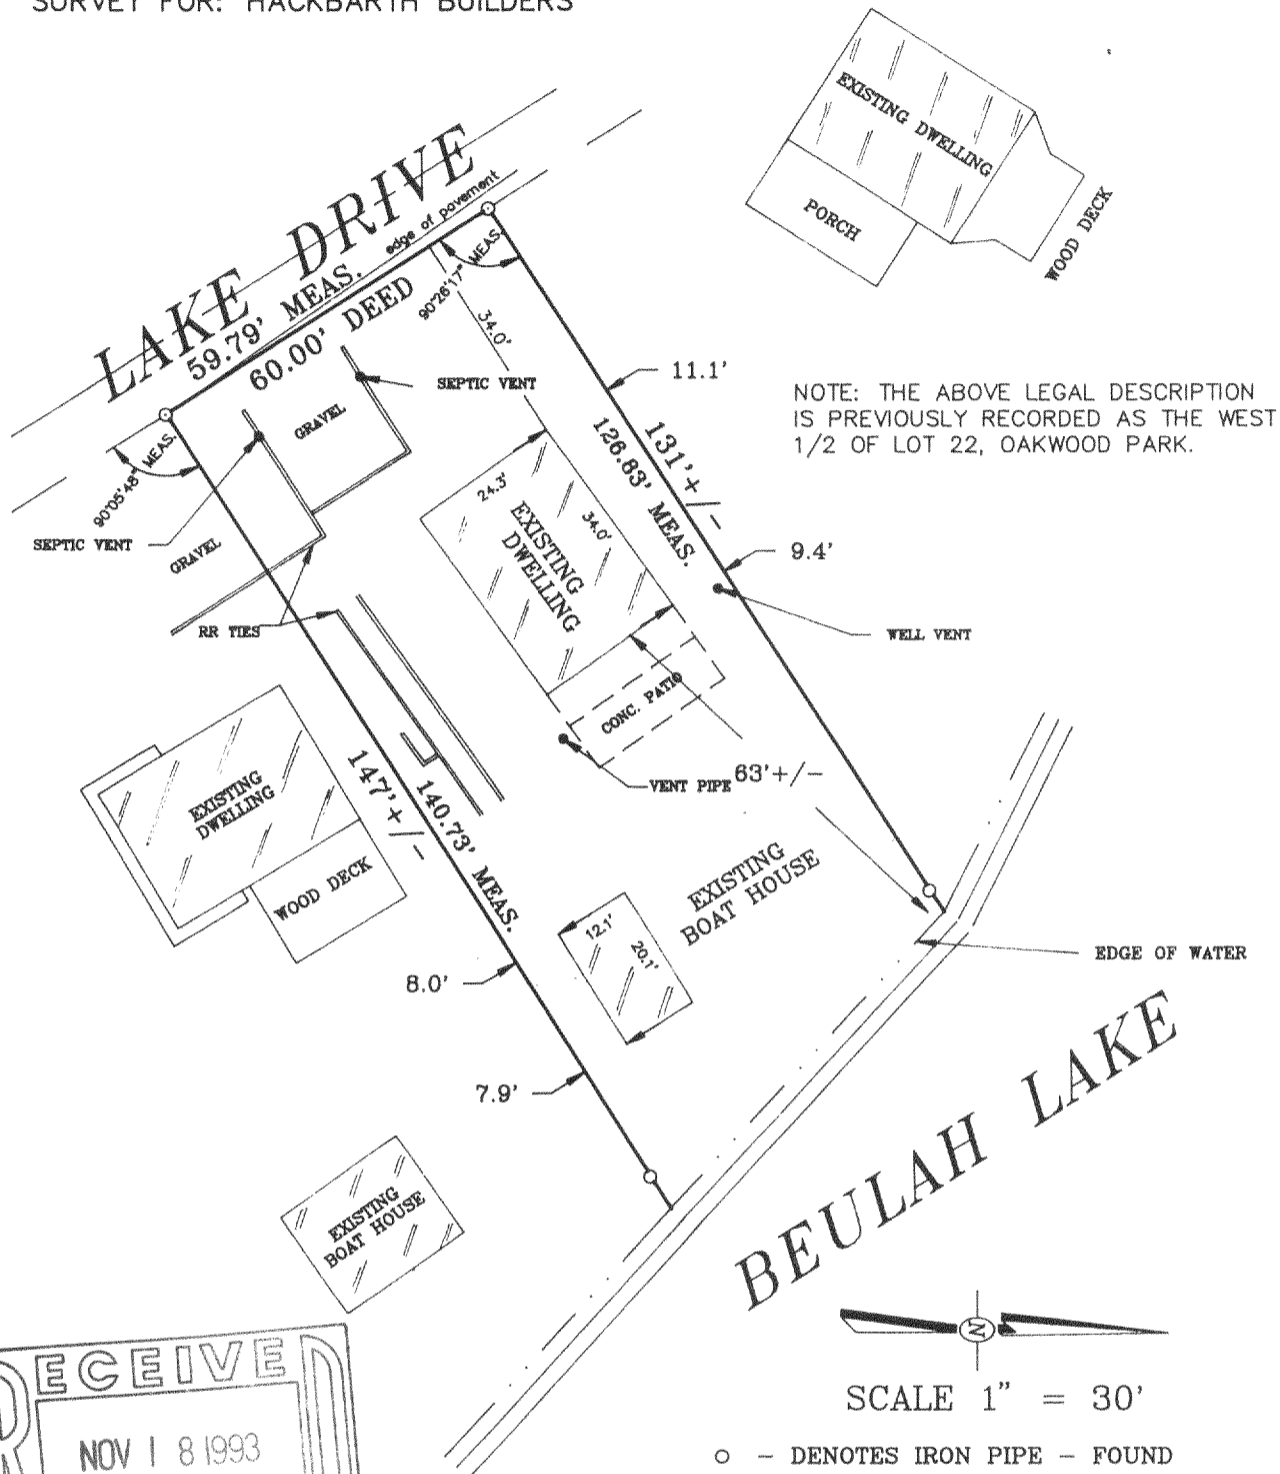 SURVEY FOR: HACKBARTH BUILDERS
EXISTING DWELLING
PORCH
WOOD DECK
LAKE DRIVE
edge of pavement
59.79' MEAS.
60.00' DEED
90°26'17" MEAS.
34.0'
11.1'
SEPTIC VENT
GRAVEL
NOTE: THE ABOVE LEGAL DESCRIPTION
IS PREVIOUSLY RECORDED AS THE WEST
1/2 OF LOT 22, OAKWOOD PARK.
90°05'48" MEAS.
131'+/-
126.83' MEAS.
24.3'
34.0'
EXISTING
DWELLING
SEPTIC VENT
GRAVEL
9.4'
RR TIES
WELL VENT
CONC. PATIO
VENT PIPE
63'+/-
EXISTING
DWELLING
147'+/-
140.73' MEAS.
WOOD DECK
EXISTING
BOAT HOUSE
12.1'
20.1'
EDGE OF WATER
8.0'
7.9'
BEULAH LAKE
EXISTING
BOAT HOUSE
N
SCALE 1" = 30'
RECEIVED
NOV 18 1993
o - DENOTES IRON PIPE - FOUND